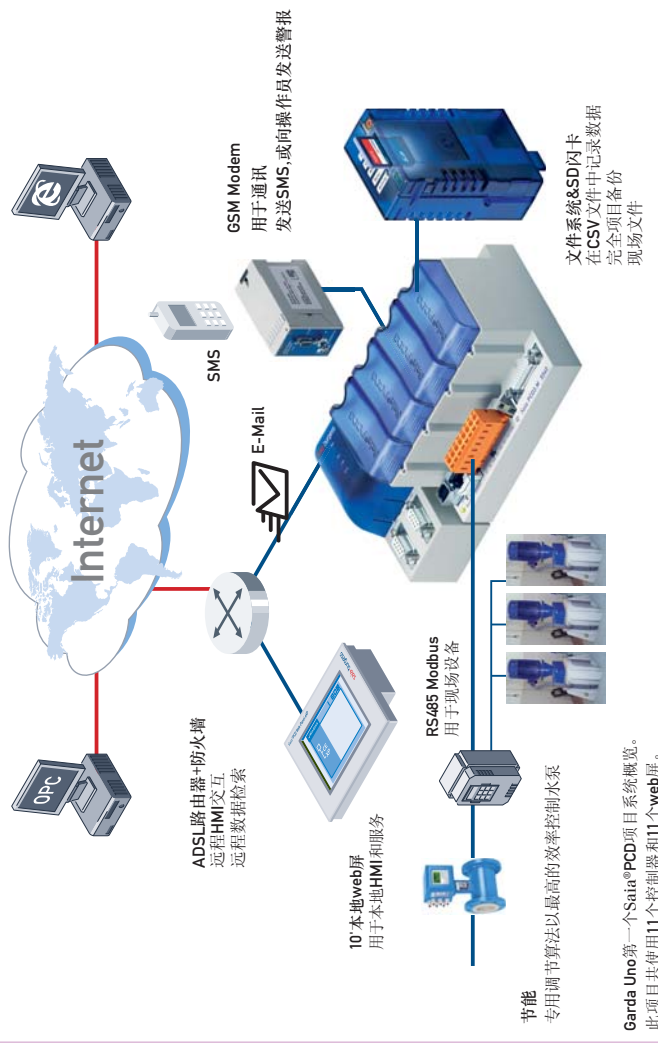 OPC
Internet
ADSL路由器+防火墙
远程HMI交互
远程数据检索
E-Mail
SMS
GSM Modem
用于通讯
发送SMS,或向操作员发送警报
10'本地web屏
用于本地HMI和服务
RS485 Modbus
用于现场设备
文件系统&SD闪卡
在CSV文件中记录数据
完全项目备份
现场文件
节能
专用调节算法以最高的效率控制水泵
Garda Uno第一个Saia®PCD项目系统概览。
此项目共使用11个控制器和11个web屏。